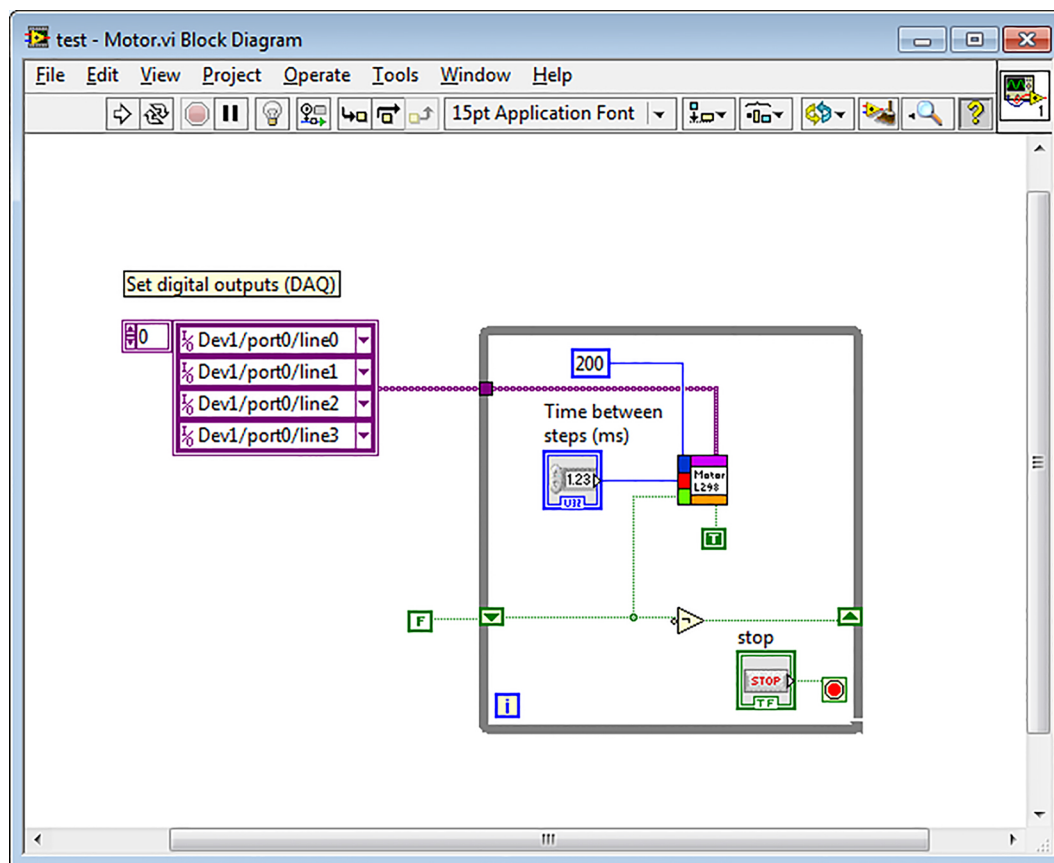 test - Motor.vi Block Diagram
File Edit View Project Operate Tools Window Help
15pt Application Font
1
Set digital outputs (DAQ)
0
I/O Dev1/port0/line0
I/O Dev1/port0/line1
I/O Dev1/port0/line2
I/O Dev1/port0/line3
200
Time between
steps (ms)
1.23
U32
Motor
L298
T
F
stop
STOP
TF
i